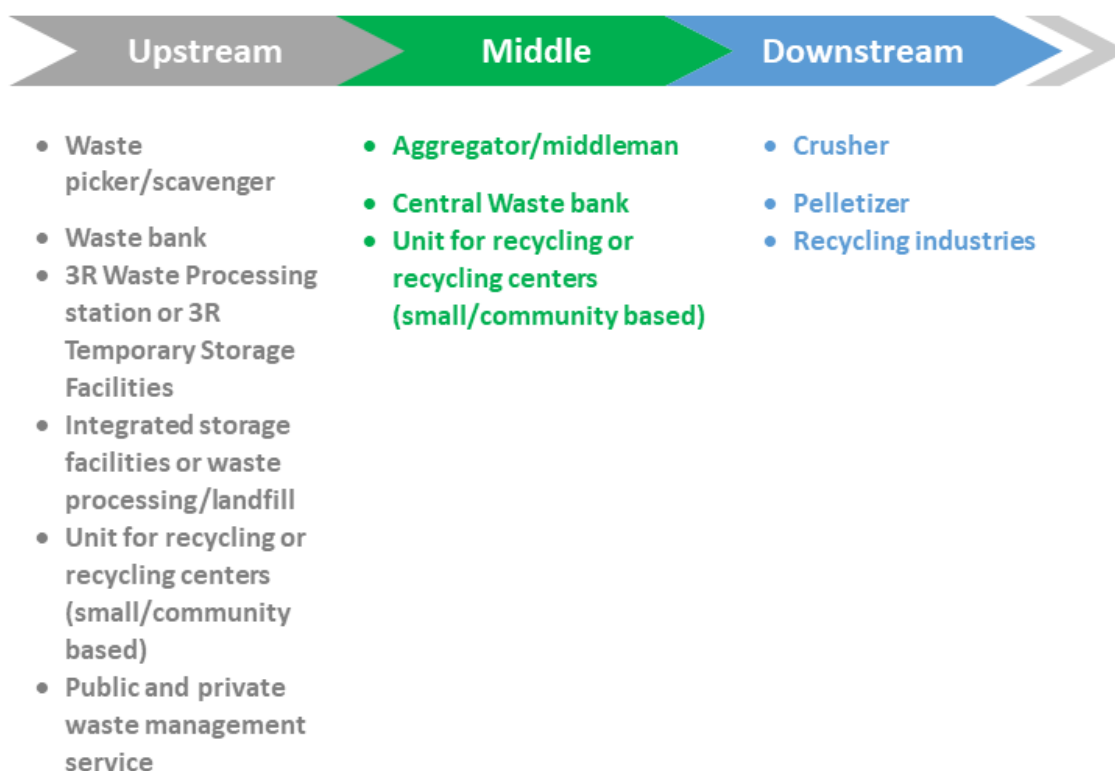 Upstream
Middle
Downstream
• Waste
picker/scavenger
• Waste bank
• 3R Waste Processing
station or 3R
Temporary Storage
Facilities
• Integrated storage
facilities or waste
processing/landfill
• Unit for recycling or
recycling centers
(small/community
based)
• Public and private
waste management
service
• Aggregator/middleman
• Central Waste bank
• Unit for recycling or
recycling centers
(small/community based)
• Crusher
• Pelletizer
• Recycling industries